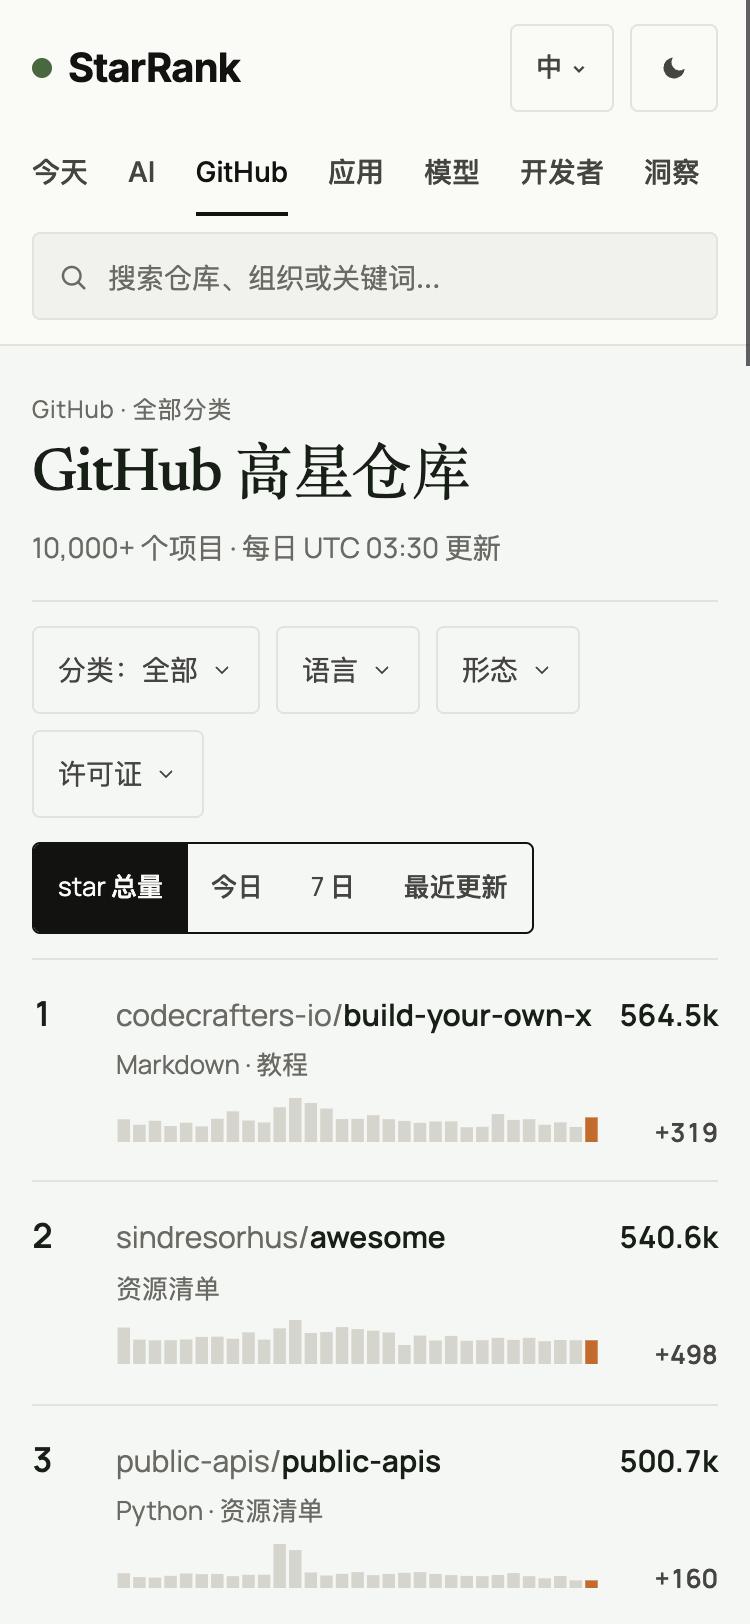 StarRank
中
今天 AI GitHub 应用 模型 开发者 洞察
搜索仓库、组织或关键词...
GitHub · 全部分类
GitHub 高星仓库
10,000+ 个项目 · 每日 UTC 03:30 更新
分类：全部 语言 形态
许可证
star 总量 今日 7 日 最近更新
1 codecrafters-io/build-your-own-x 564.5k
Markdown · 教程
+319
2 sindresorhus/awesome 540.6k
资源清单
+498
3 public-apis/public-apis 500.7k
Python · 资源清单
+160